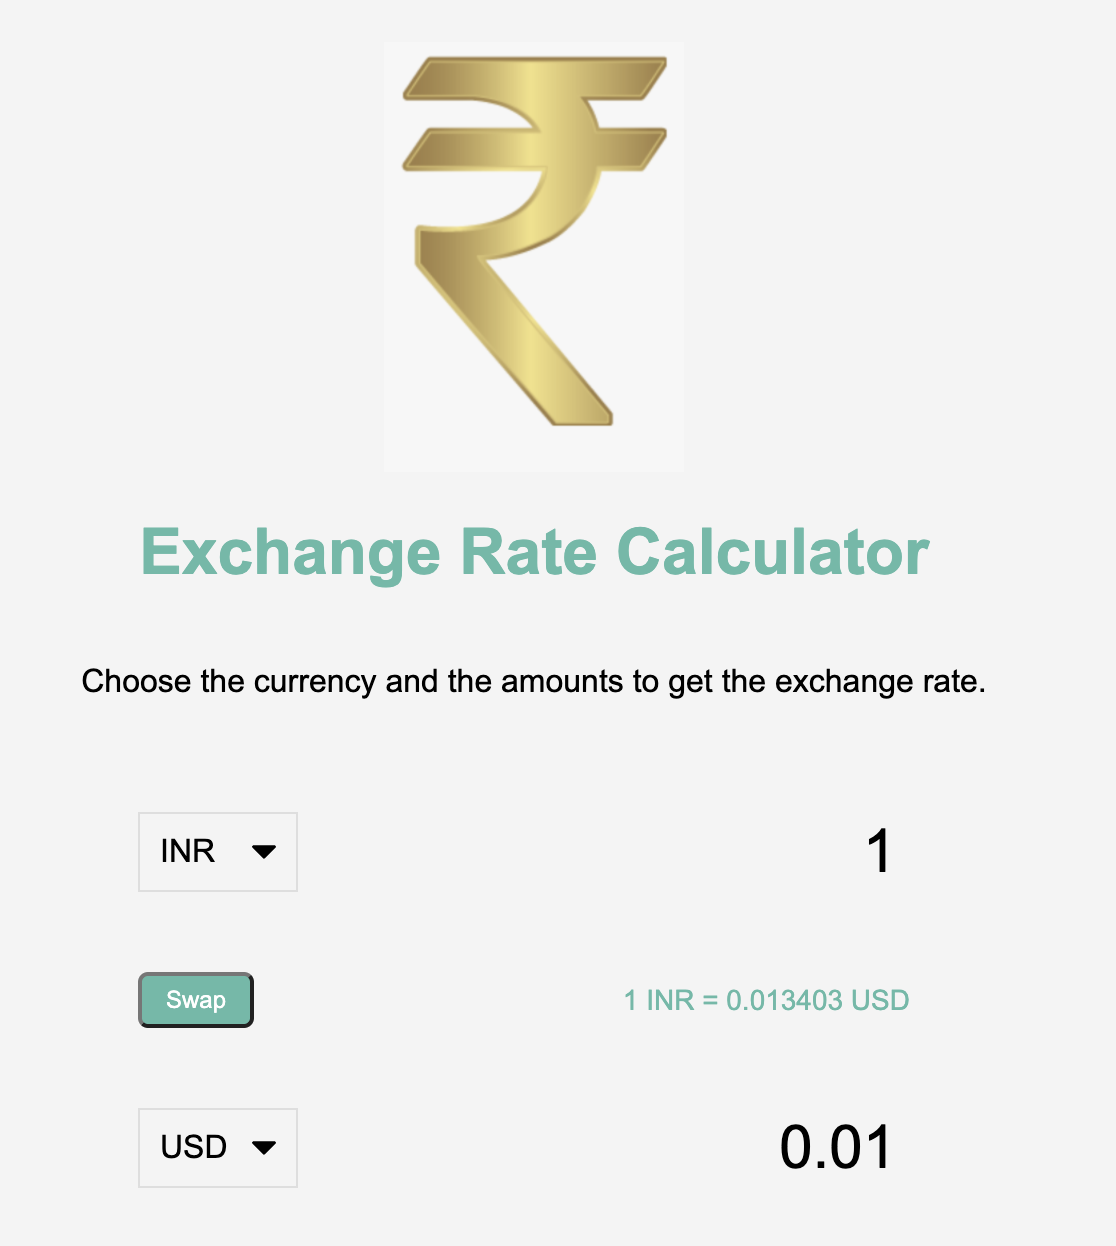 ₹
Exchange Rate Calculator
Choose the currency and the amounts to get the exchange rate.
INR 1
Swap 1 INR = 0.013403 USD
USD 0.01